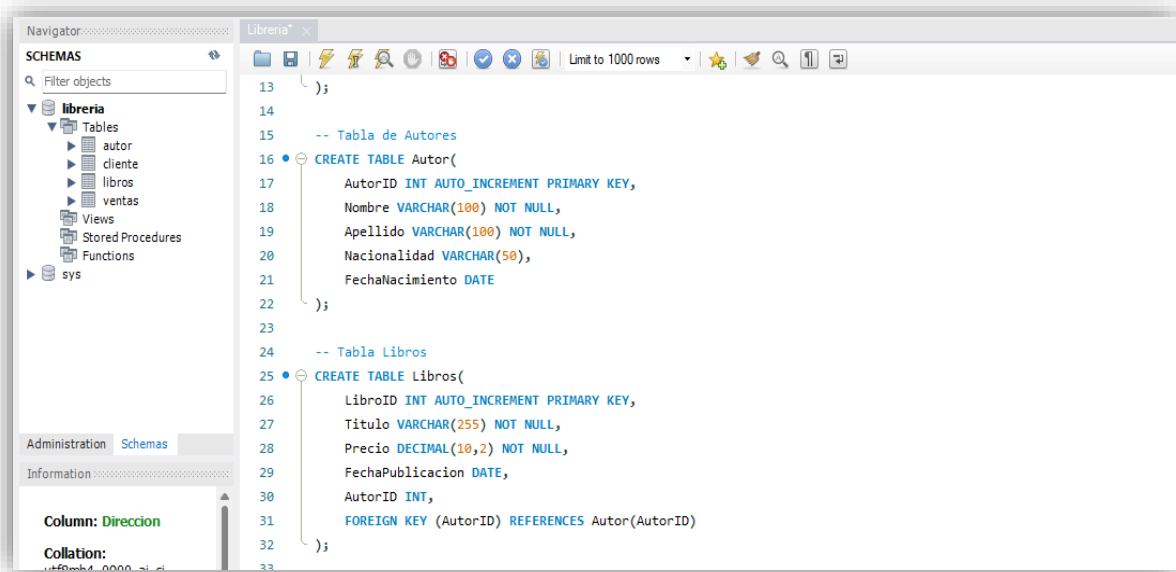 Navigator
SCHEMAS
Filter objects
libreria
Tables
autor
cliente
libros
ventas
Views
Stored Procedures
Functions
sys
Administration Schemas
Information
Column: Direccion
Collation:
Libreria*
Limit to 1000 rows
13 );
14
15 -- Tabla de Autores
16 CREATE TABLE Autor(
17 AutorID INT AUTO_INCREMENT PRIMARY KEY,
18 Nombre VARCHAR(100) NOT NULL,
19 Apellido VARCHAR(100) NOT NULL,
20 Nacionalidad VARCHAR(50),
21 FechaNacimiento DATE
22 );
23
24 -- Tabla Libros
25 CREATE TABLE Libros(
26 LibroID INT AUTO_INCREMENT PRIMARY KEY,
27 Titulo VARCHAR(255) NOT NULL,
28 Precio DECIMAL(10,2) NOT NULL,
29 FechaPublicacion DATE,
30 AutorID INT,
31 FOREIGN KEY (AutorID) REFERENCES Autor(AutorID)
32 );
33